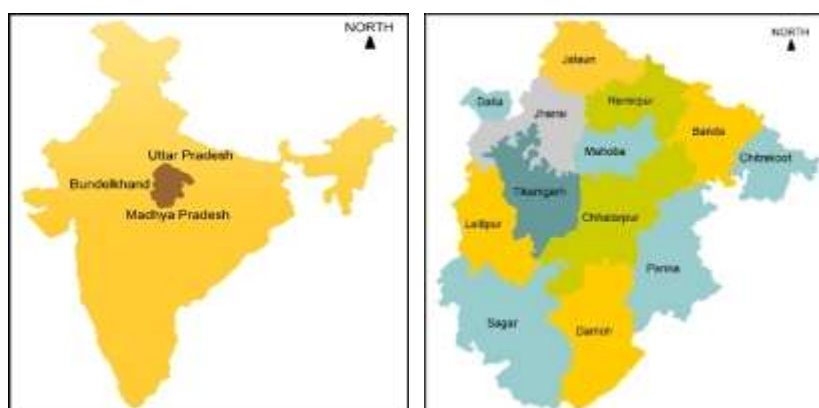 NORTH
Uttar Pradesh
Bundelkhand
Madhya Pradesh
NORTH
Jalaun
Datia
Jhansi
Hamirpur
Banda
Mahoba
Chitrakoot
Tikamgarh
Lalitpur
Chhatarpur
Panna
Sagar
Damoh